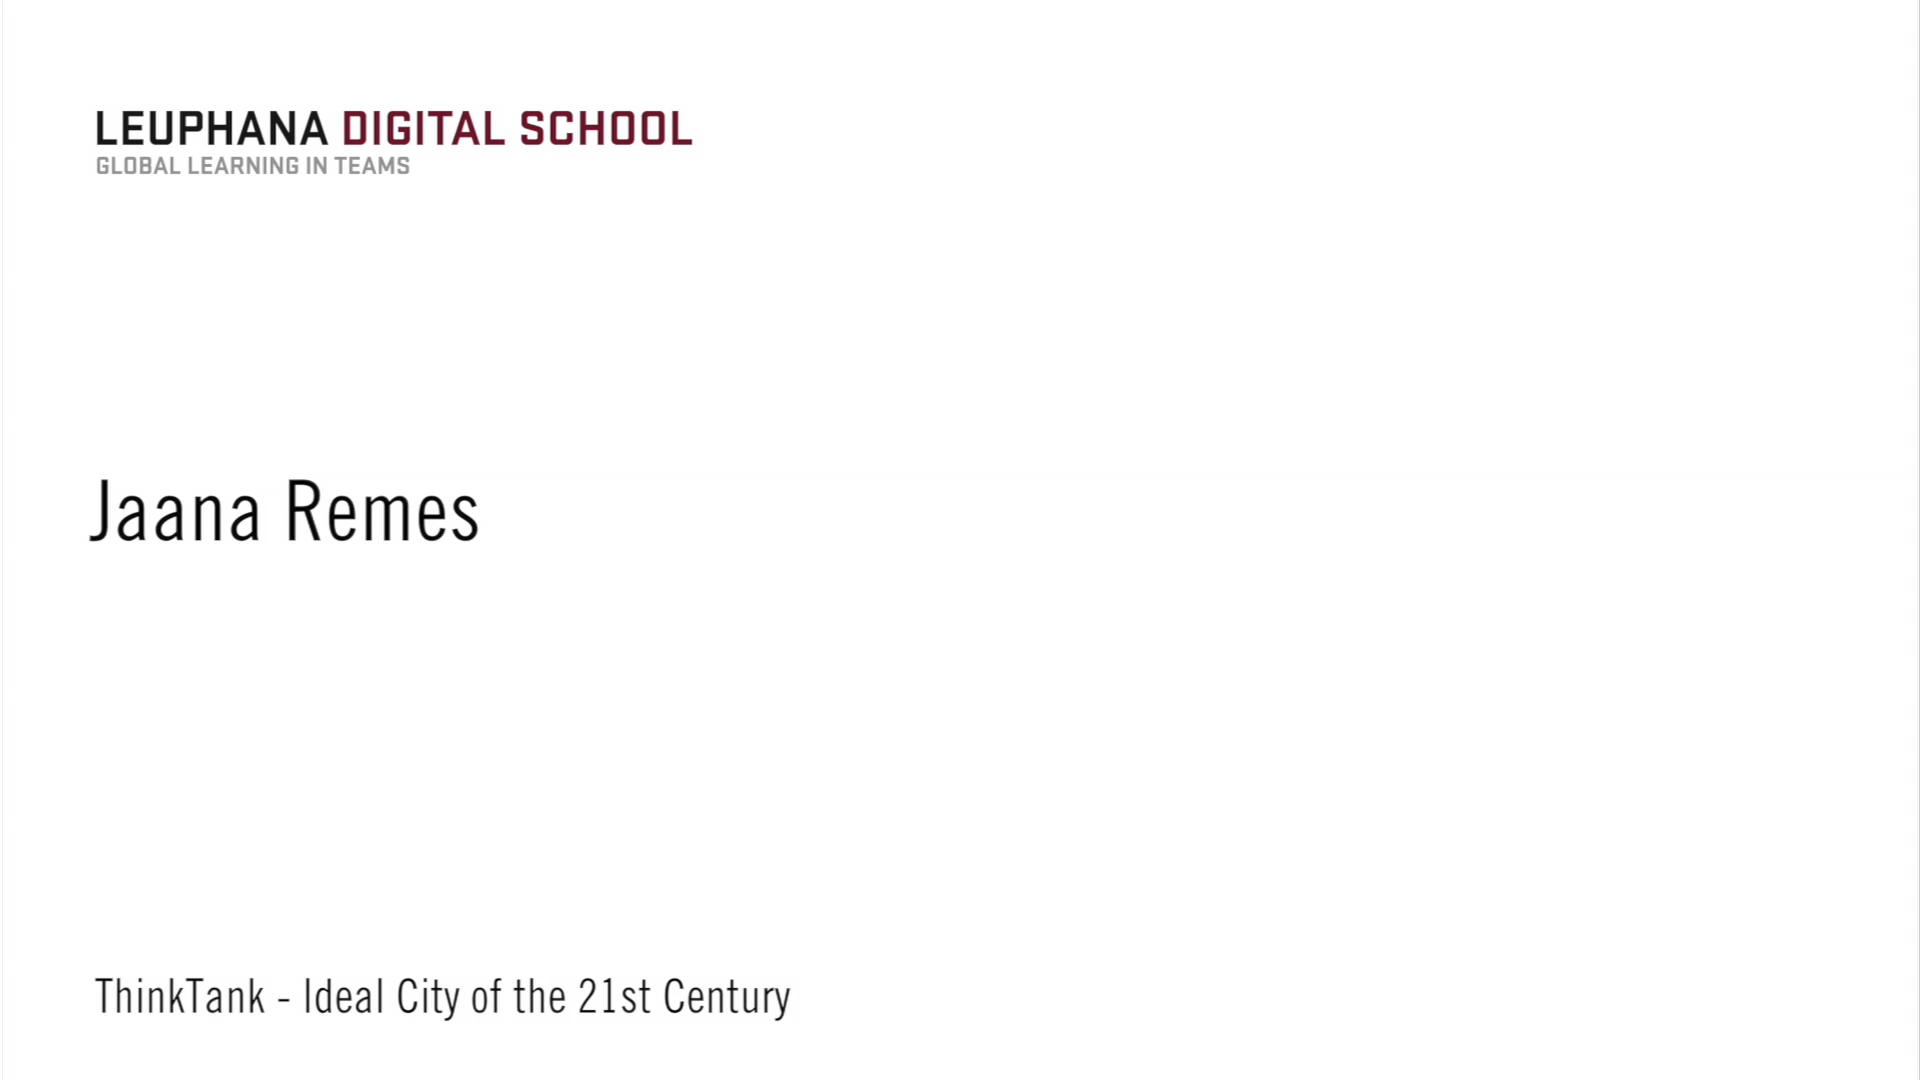 LEUPHANA DIGITAL SCHOOL
GLOBAL LEARNING IN TEAMS
Jaana Remes
ThinkTank - Ideal City of the 21st Century